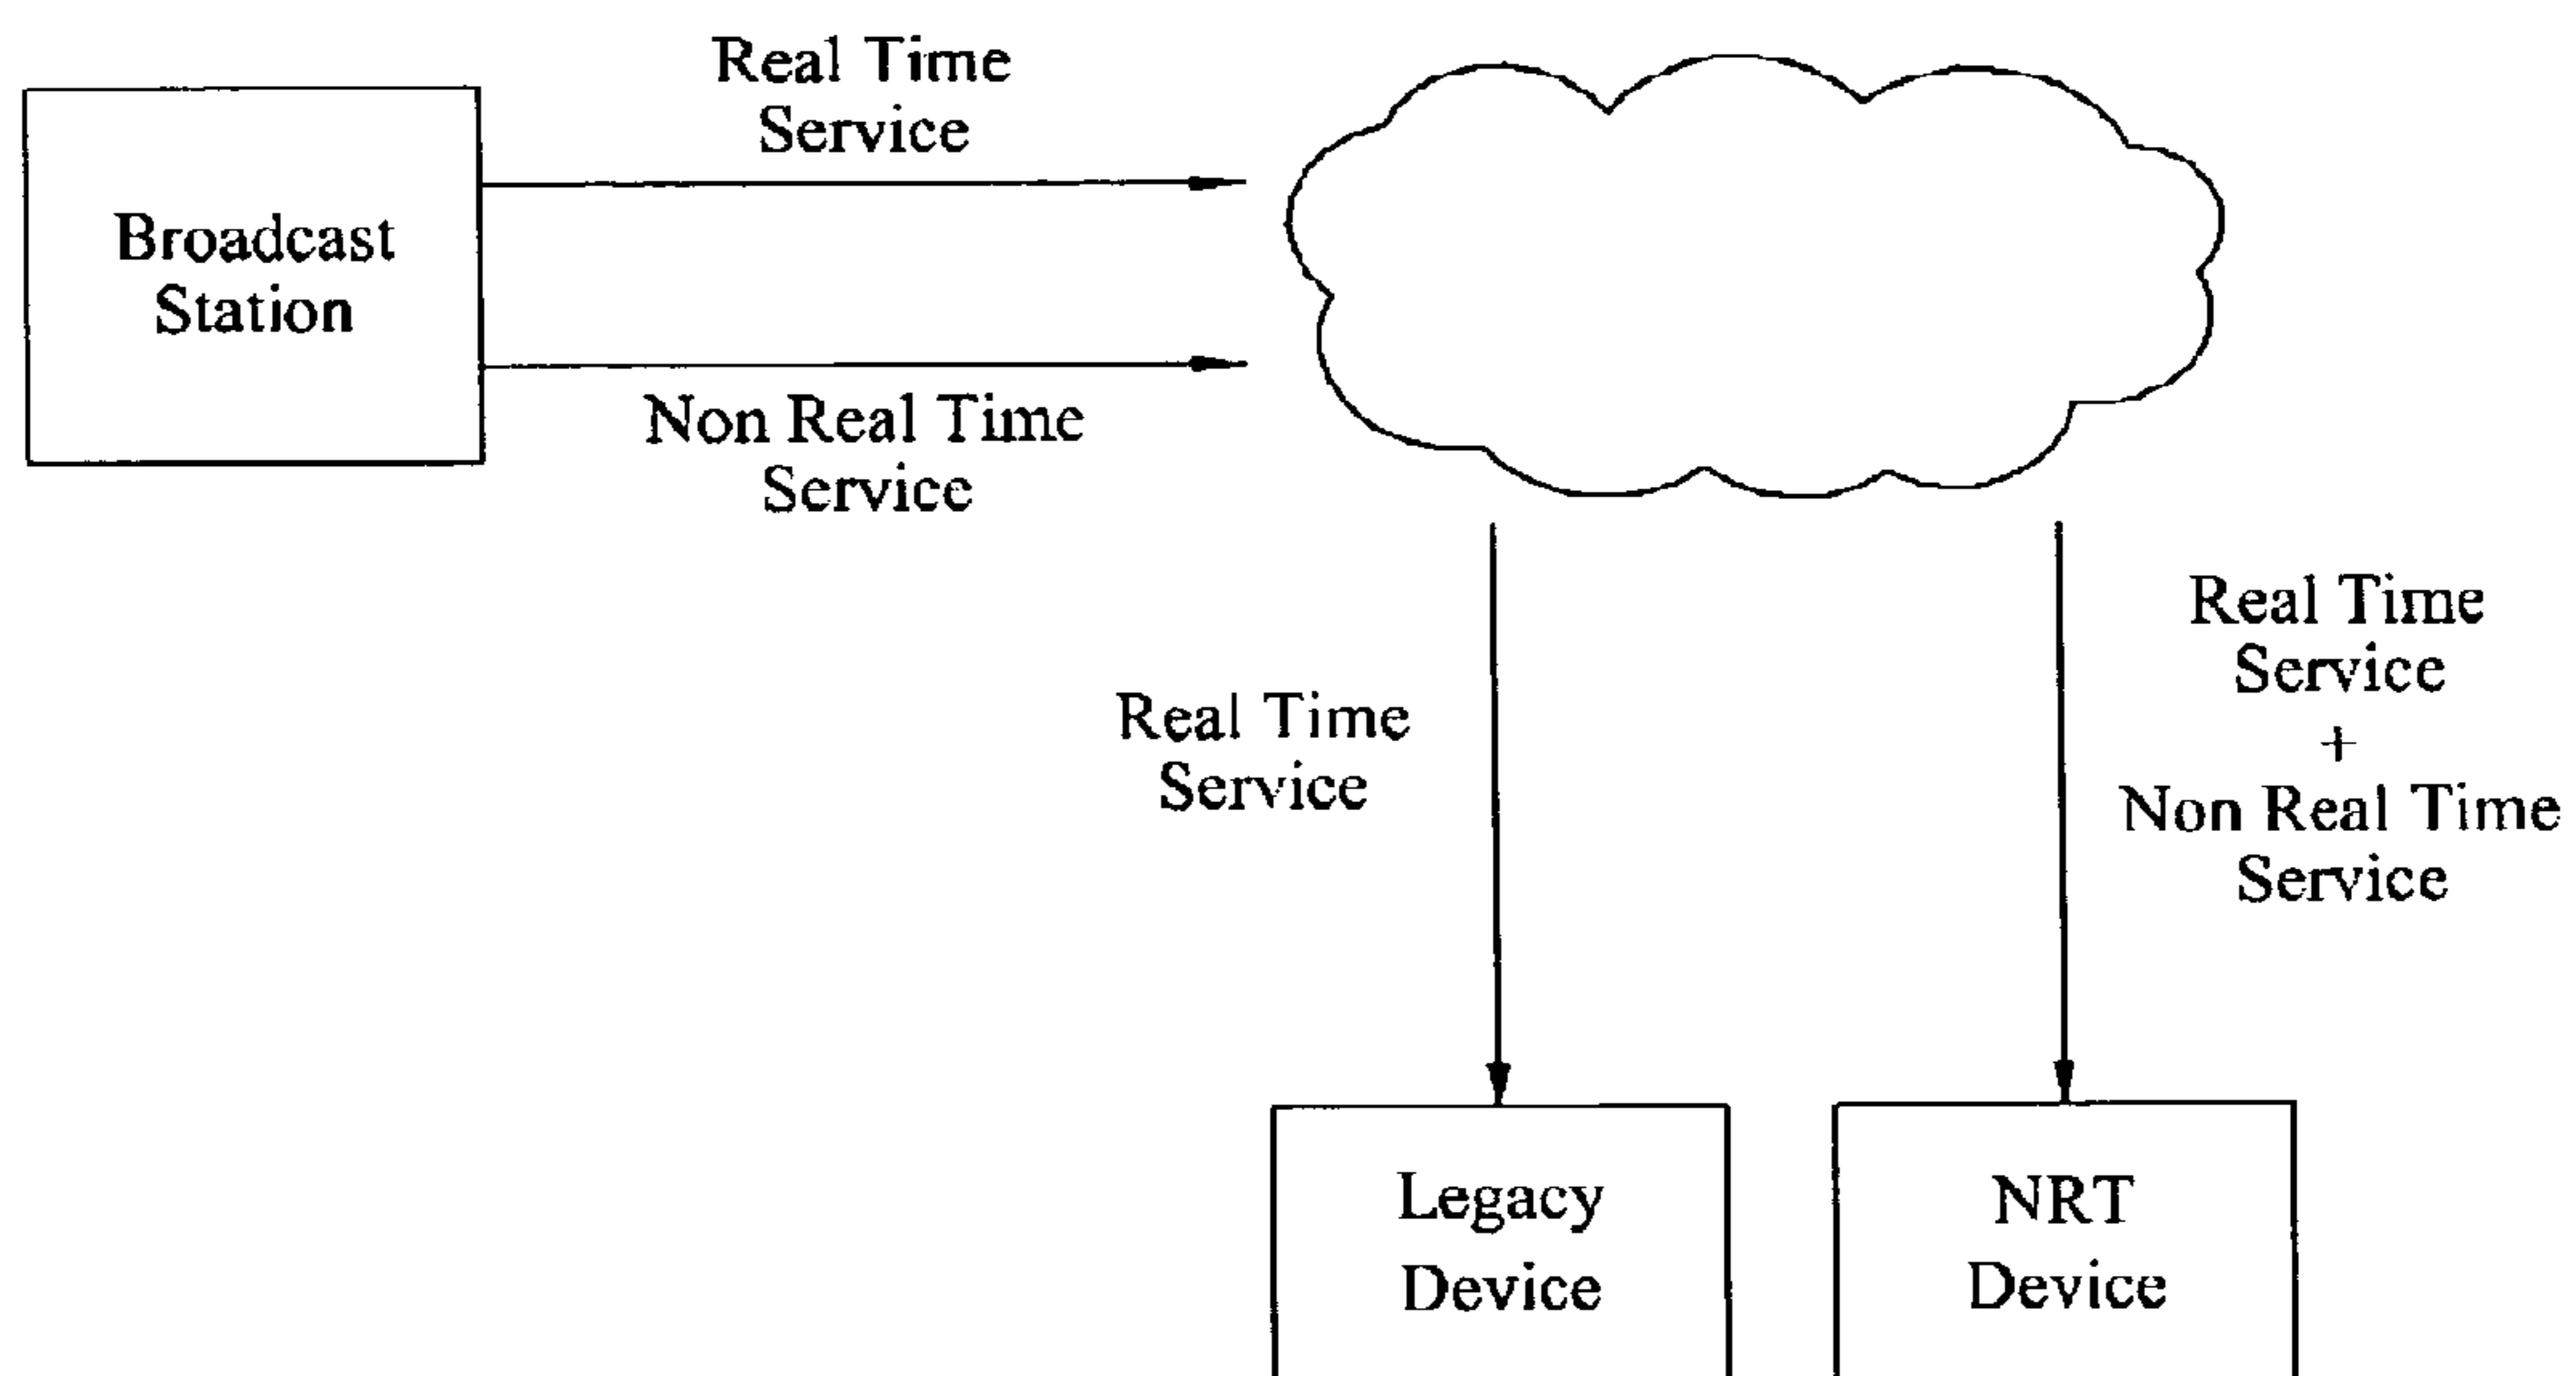 Real Time
Service
Broadcast
Station
Non Real Time
Service
Real Time
Service
Real Time
Service
+
Non Real Time
Service
Legacy
Device
NRT
Device